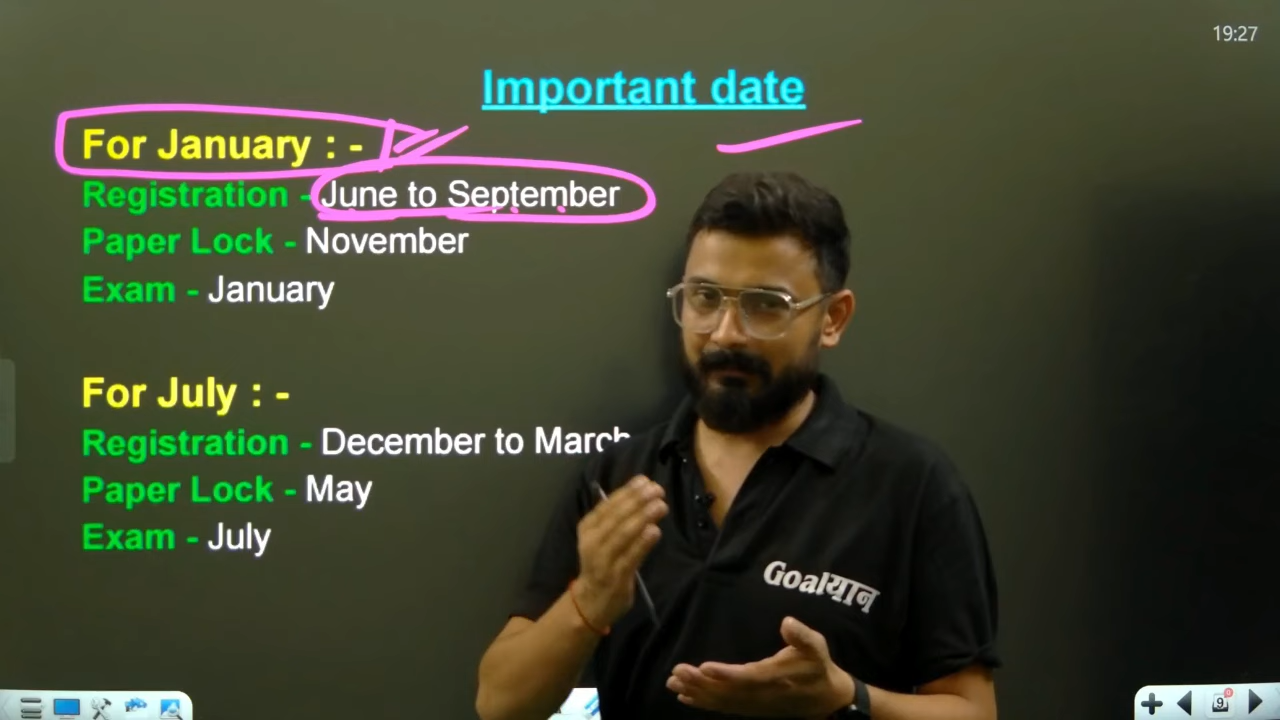 19:27
Important date
For January : -
Registration - June to September
Paper Lock - November
Exam - January
For July : -
Registration - December to March
Paper Lock - May
Exam - July
Goalयान
9